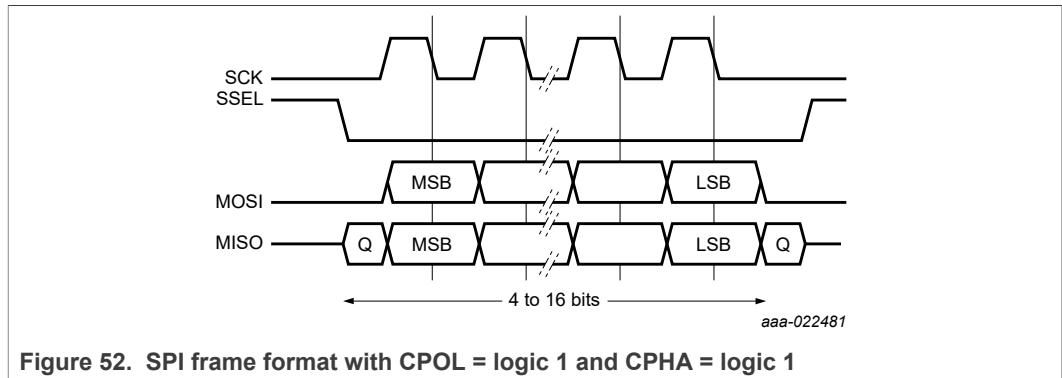 SCK
SSEL
MOSI MSB LSB
MISO Q MSB LSB Q
4 to 16 bits
aaa-022481
Figure 52. SPI frame format with CPOL = logic 1 and CPHA = logic 1